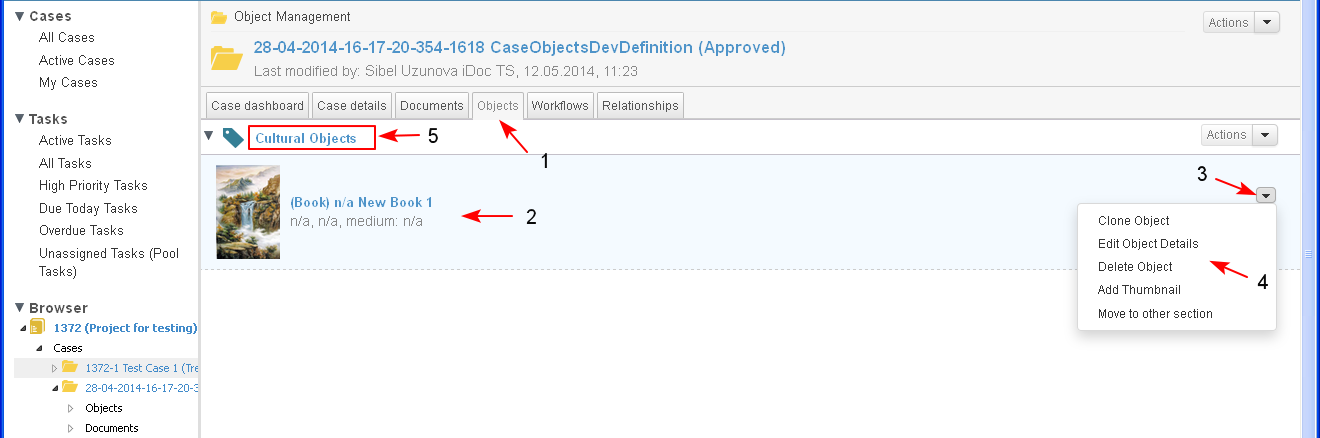 Cases
All Cases
Active Cases
My Cases
Tasks
Active Tasks
All Tasks
High Priority Tasks
Due Today Tasks
Overdue Tasks
Unassigned Tasks (Pool
Tasks)
Browser
1372 (Project for testing)
Cases
1372-1 Test Case 1 (Tre
28-04-2014-16-17-20-3
Objects
Documents
Object Management
Actions
28-04-2014-16-17-20-354-1618 CaseObjectsDevDefinition (Approved)
Last modified by: Sibel Uzunova iDoc TS, 12.05.2014, 11:23
Case dashboard Case details Documents Objects Workflows Relationships
Cultural Objects 5 1 Actions
3
(Book) n/a New Book 1
n/a, n/a, medium: n/a 2
Clone Object
Edit Object Details
Delete Object 4
Add Thumbnail
Move to other section